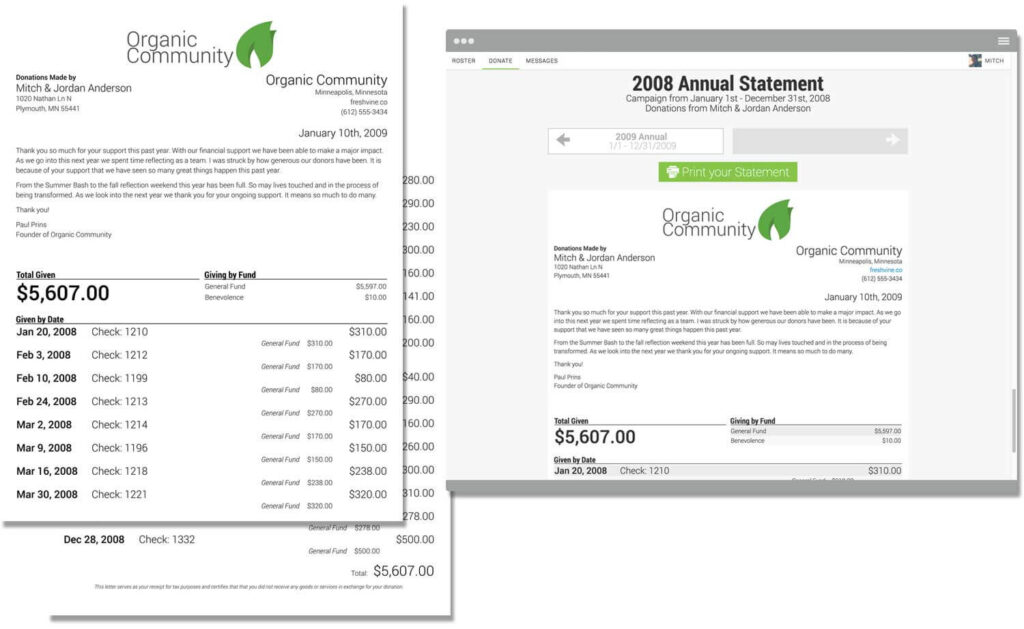 Organic
Community
Donations Made by
Mitch & Jordan Anderson
1020 Nathan Ln N
Plymouth, MN 55441
Organic Community
Minneapolis, Minnesota
freshvine.co
(612) 555-3434
January 10th, 2009
Thank you so much for your support this past year. With our financial support we have been able to make a major impact.
As we go into this next year we spent time reflecting as a team. I was struck by how generous our donors have been. It is
because of your support that we have seen so many great things happen this past year.
From the Summer Bash to the fall reflection weekend this year has been full. So may lives touched and in the process of
being transformed. As we look into the next year we thank you for your ongoing support. It means so much to do many.
Thank you!
Paul Prins
Founder of Organic Community
Total Given
$5,607.00
Giving by Fund
General Fund $5,597.00
Benevolence $10.00
Given by Date
Jan 20, 2008 Check: 1210 $310.00
General Fund $310.00
Feb 3, 2008 Check: 1212 $170.00
General Fund $170.00
Feb 10, 2008 Check: 1199 $80.00
General Fund $80.00
Feb 24, 2008 Check: 1213 $270.00
General Fund $270.00
Mar 2, 2008 Check: 1214 $170.00
General Fund $170.00
Mar 9, 2008 Check: 1196 $150.00
General Fund $150.00
Mar 16, 2008 Check: 1218 $238.00
General Fund $238.00
Mar 30, 2008 Check: 1221 $320.00
General Fund $320.00
280.00
290.00
230.00
300.00
160.00
141.00
160.00
200.00
$40.00
290.00
160.00
260.00
300.00
310.00
278.00
General Fund $278.00
Dec 28, 2008 Check: 1332 $500.00
General Fund $500.00
Total: $5,607.00
This letter serves as your receipt for tax purposes and certifies that that you did not receive any goods or services in exchange for your donation.
ROSTER DONATE MESSAGES MITCH
2008 Annual Statement
Campaign from January 1st - December 31st, 2008
Donations from Mitch & Jordan Anderson
2009 Annual
1/1 - 12/31/2009
Print your Statement
Organic
Community
Donations Made by
Mitch & Jordan Anderson
1020 Nathan Ln N
Plymouth, MN 55441
Organic Community
Minneapolis, Minnesota
freshvine.co
(612) 555-3434
January 10th, 2009
Thank you so much for your support this past year. With our financial support we have been able to make a major impact. As we go
into this next year we spent time reflecting as a team. I was struck by how generous our donors have been. It is because of your
support that we have seen so many great things happen this past year.
From the Summer Bash to the fall reflection weekend this year has been full. So may lives touched and in the process of being
transformed. As we look into the next year we thank you for your ongoing support. It means so much to do many.
Thank you!
Paul Prins
Founder of Organic Community
Total Given
$5,607.00
Giving by Fund
General Fund $5,597.00
Benevolence $10.00
Given by Date
Jan 20, 2008 Check: 1210 $310.00